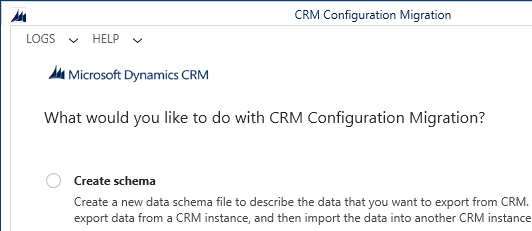 CRM Configuration Migration
LOGS HELP
Microsoft Dynamics CRM
What would you like to do with CRM Configuration Migration?
Create schema
Create a new data schema file to describe the data that you want to export from CRM.
export data from a CRM instance, and then import the data into another CRM instance